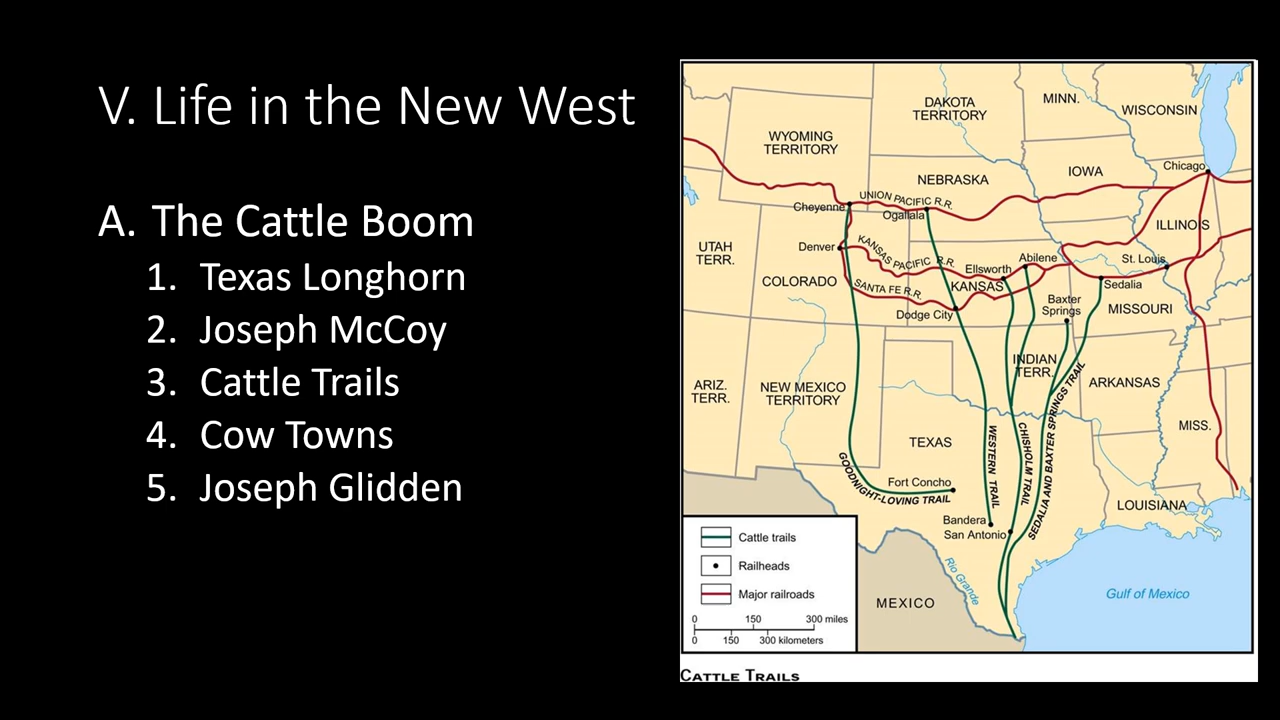 V. Life in the New West
A. The Cattle Boom
1. Texas Longhorn
2. Joseph McCoy
3. Cattle Trails
4. Cow Towns
5. Joseph Glidden
DAKOTA
TERRITORY
MINN.
WISCONSIN
WYOMING
TERRITORY
Chicago
IOWA
NEBRASKA
UNION PACIFIC R.R.
Cheyenne
Ogallala
ILLINOIS
UTAH
TERR.
Denver
KANSAS PACIFIC R.R.
Ellsworth
Abilene
St. Louis
COLORADO
SANTA FE R.R.
KANSAS
Sedalia
Dodge City
Baxter
Springs
MISSOURI
INDIAN
TERR.
ARIZ.
TERR.
NEW MEXICO
TERRITORY
ARKANSAS
MISS.
TEXAS
WESTERN TRAIL
CHISHOLM TRAIL
SEDALIA AND BAXTER SPRINGS TRAIL
GOODNIGHT-LOVING TRAIL
Fort Concho
LOUISIANA
Bandera
San Antonio
Rio Grande
MEXICO
Gulf of Mexico
Cattle trails
Railheads
Major railroads
0 150 300 miles
0 150 300 kilometers
CATTLE TRAILS